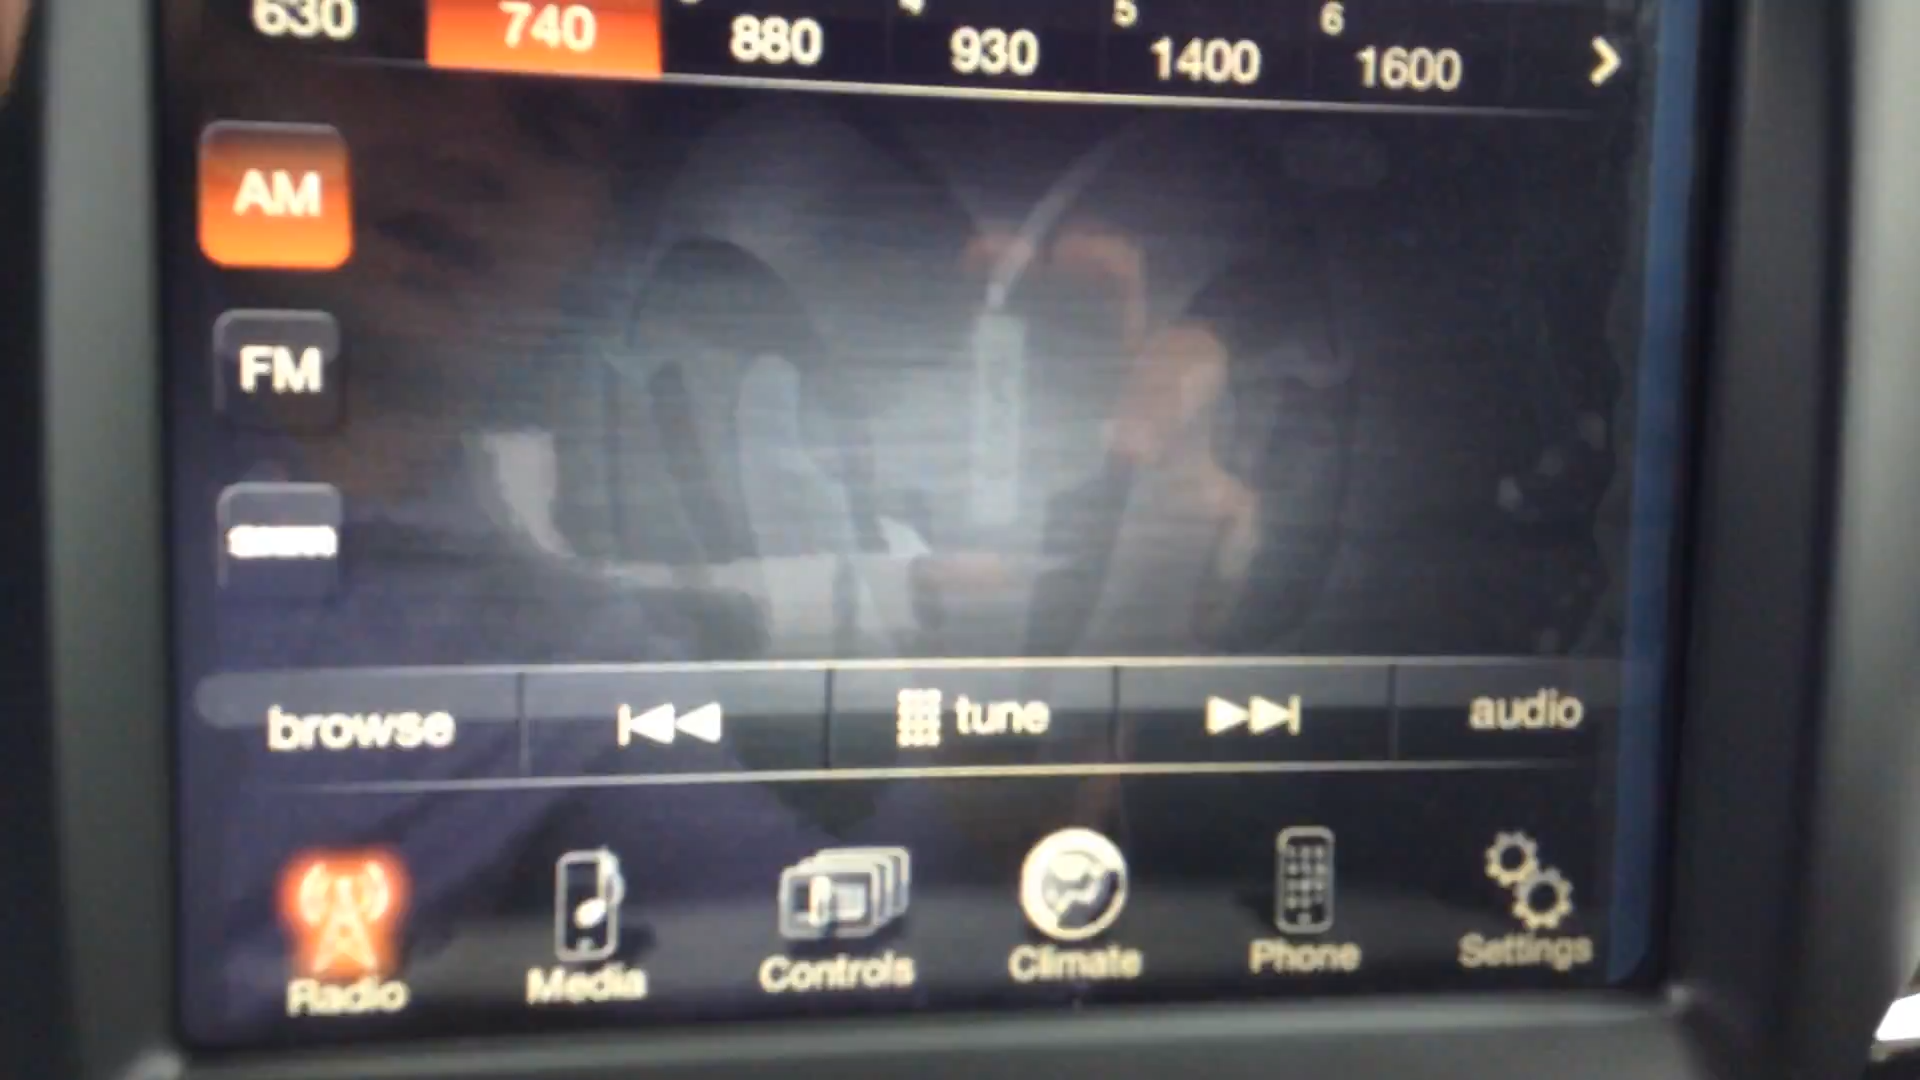 630 740 880 930 1400 1600
4 5 6
AM
FM
browse tune audio
Radio Media Controls Climate Phone Settings